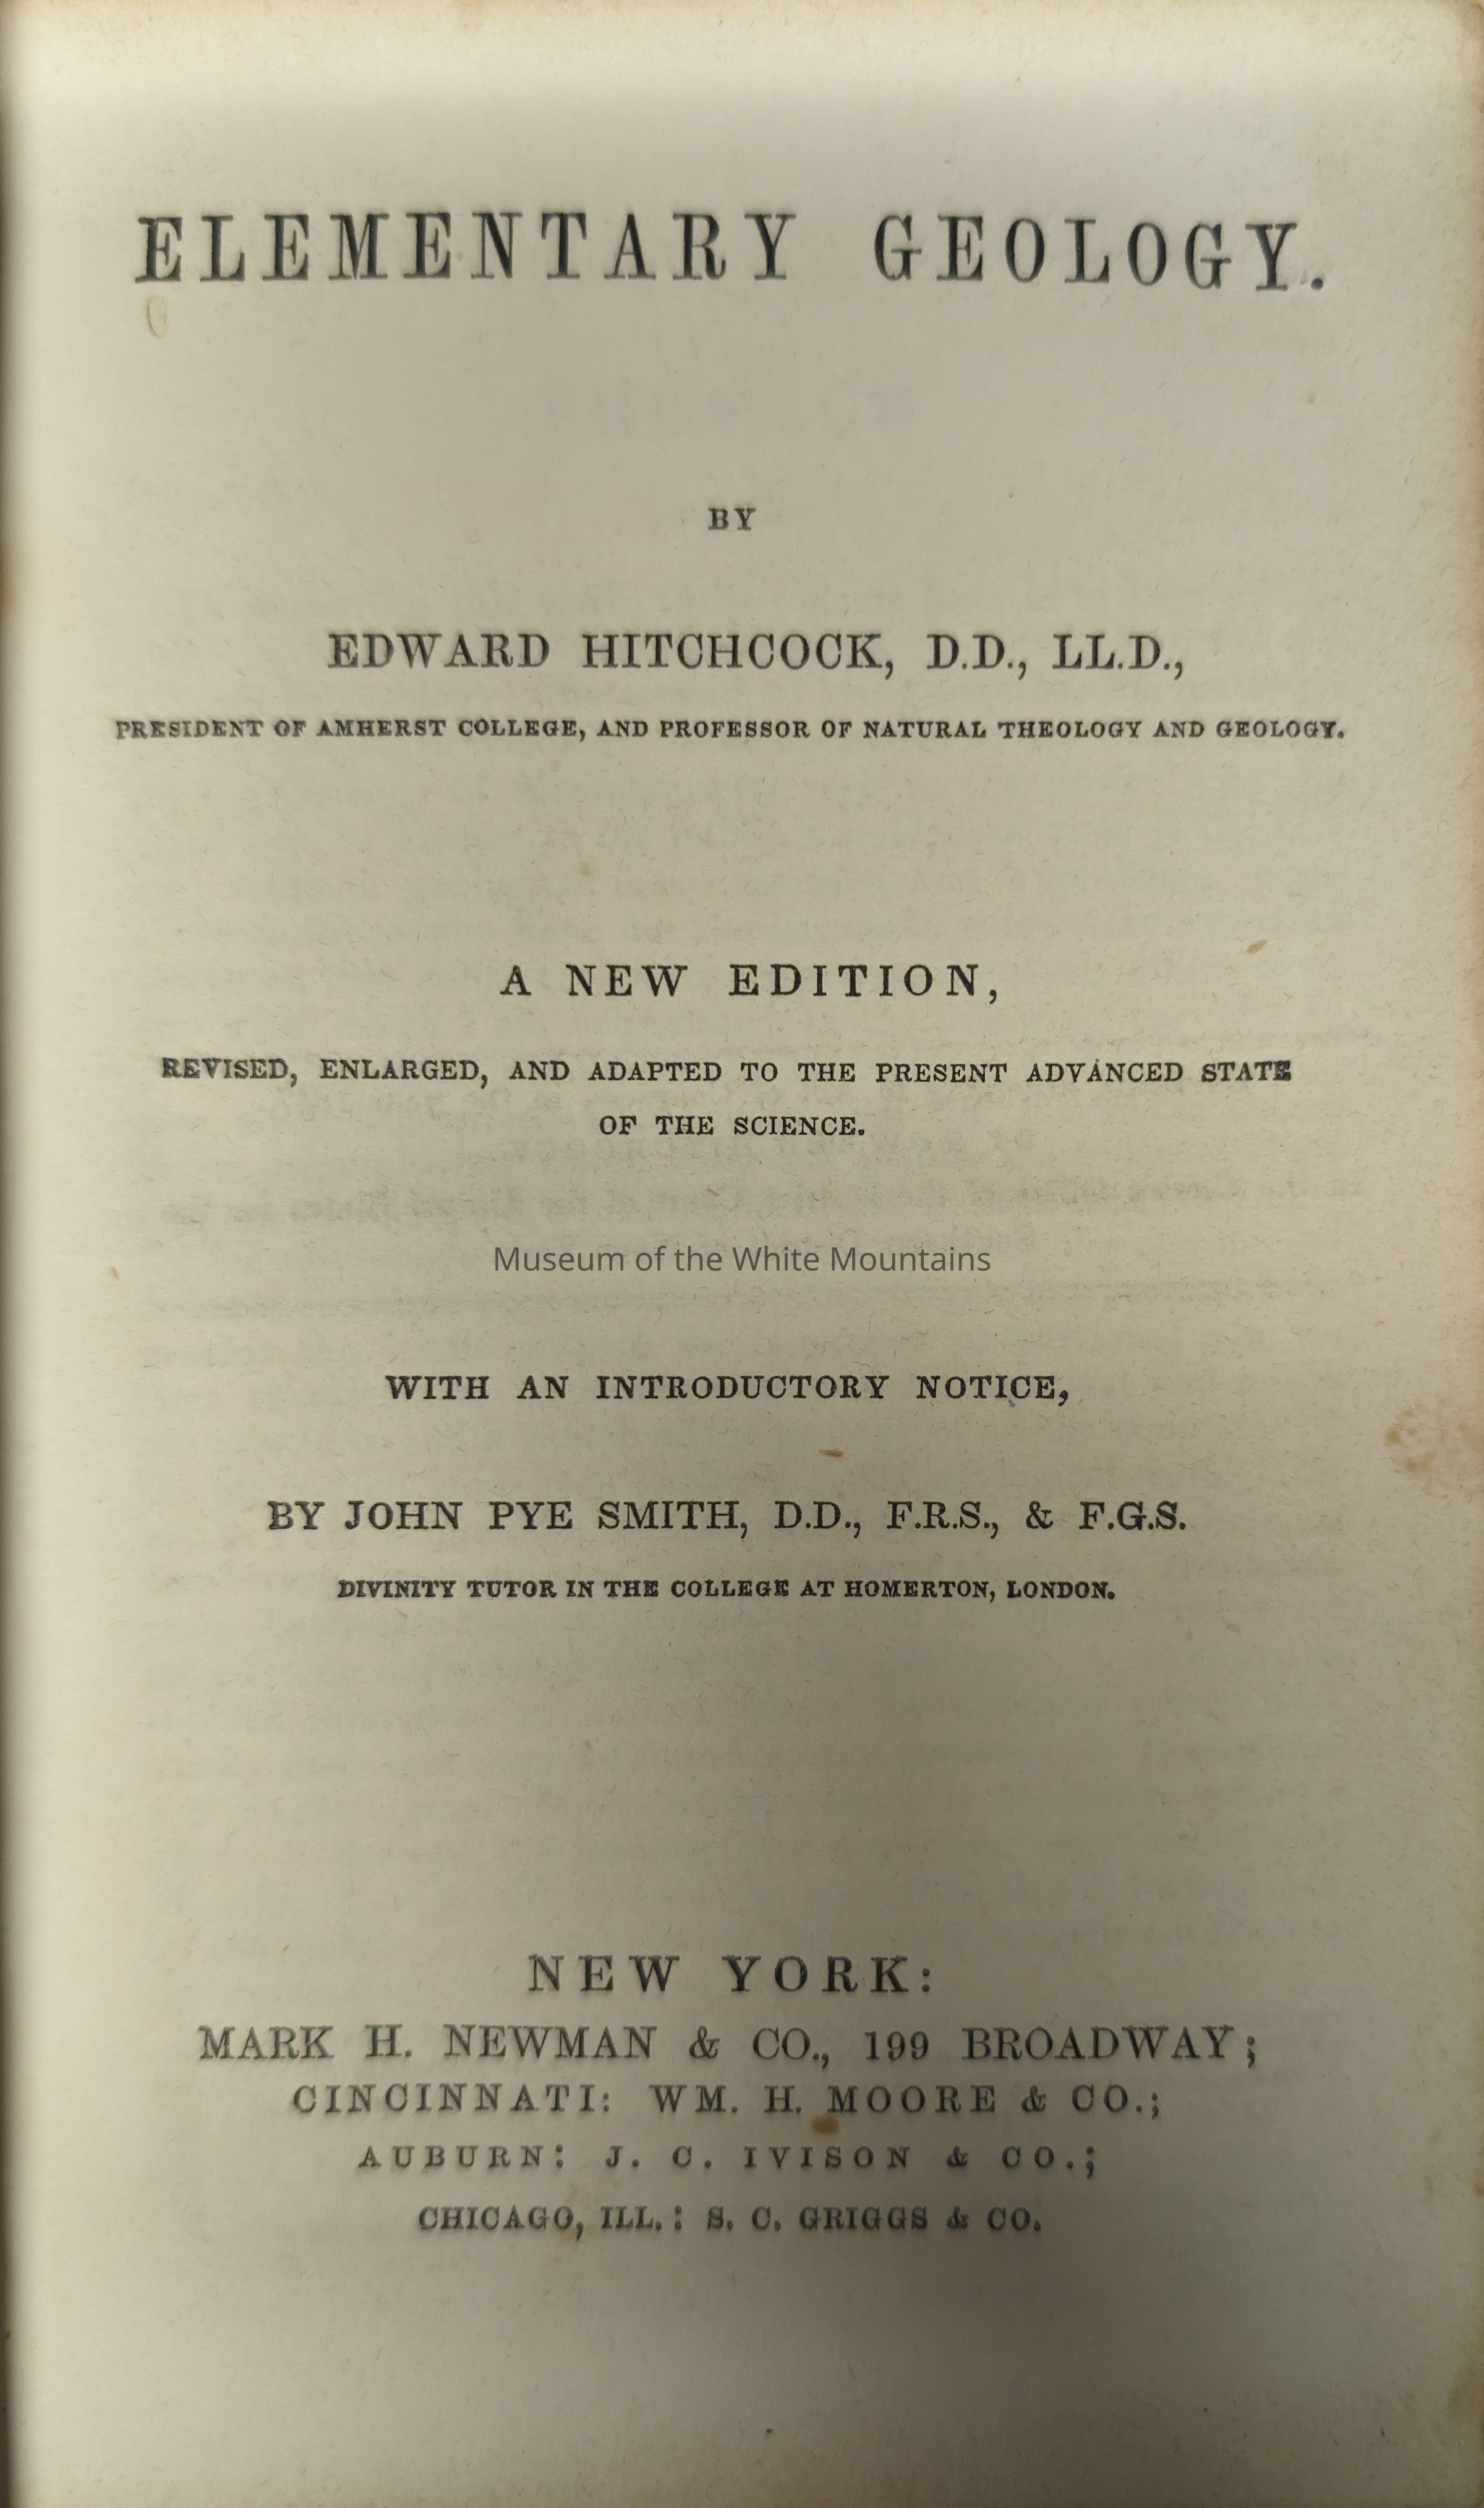 ELEMENTARY GEOLOGY.
BY
EDWARD HITCHCOCK, D.D., LL.D.,
PRESIDENT OF AMHERST COLLEGE, AND PROFESSOR OF NATURAL THEOLOGY AND GEOLOGY.
A NEW EDITION,
REVISED, ENLARGED, AND ADAPTED TO THE PRESENT ADVANCED STATE
OF THE SCIENCE.
Museum of the White Mountains
WITH AN INTRODUCTORY NOTICE,
BY JOHN PYE SMITH, D.D., F.R.S., & F.G.S.
DIVINITY TUTOR IN THE COLLEGE AT HOMERTON, LONDON.
NEW YORK:
MARK H. NEWMAN & CO., 199 BROADWAY;
CINCINNATI: WM. H. MOORE & CO.;
AUBURN: J. C. IVISON & CO.;
CHICAGO, ILL.: S. C. GRIGGS & CO.